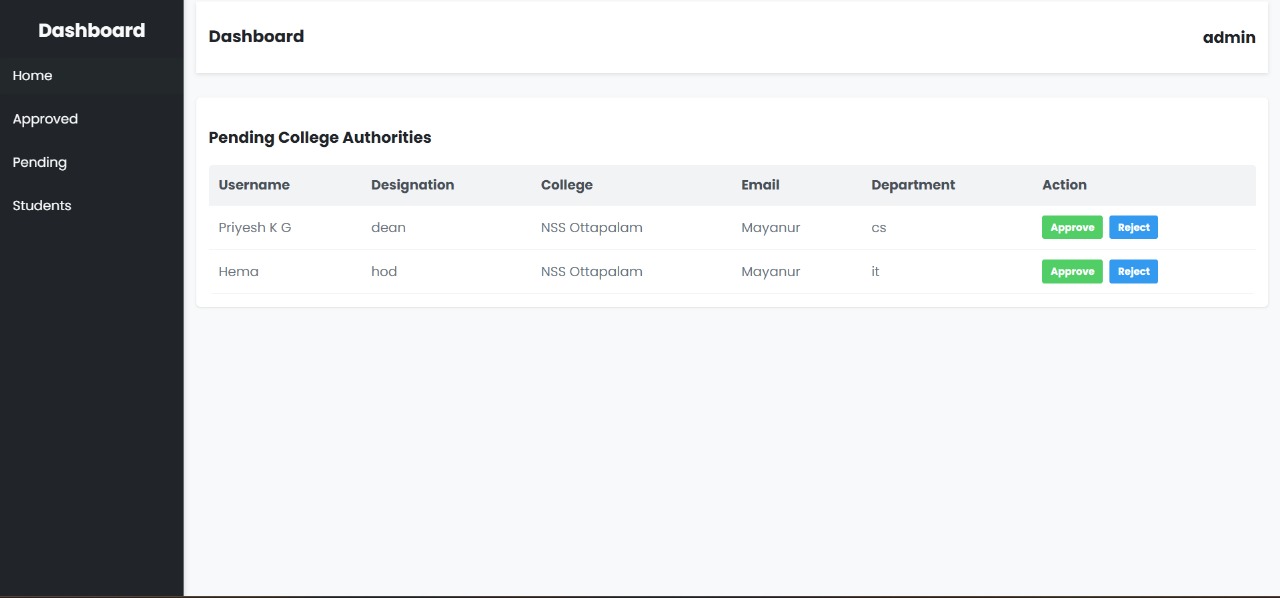 Dashboard
Home
Approved
Pending
Students
Dashboard
admin
Pending College Authorities
Username Designation College Email Department Action
Priyesh K G dean NSS Ottapalam Mayanur cs Approve Reject
Hema hod NSS Ottapalam Mayanur it Approve Reject